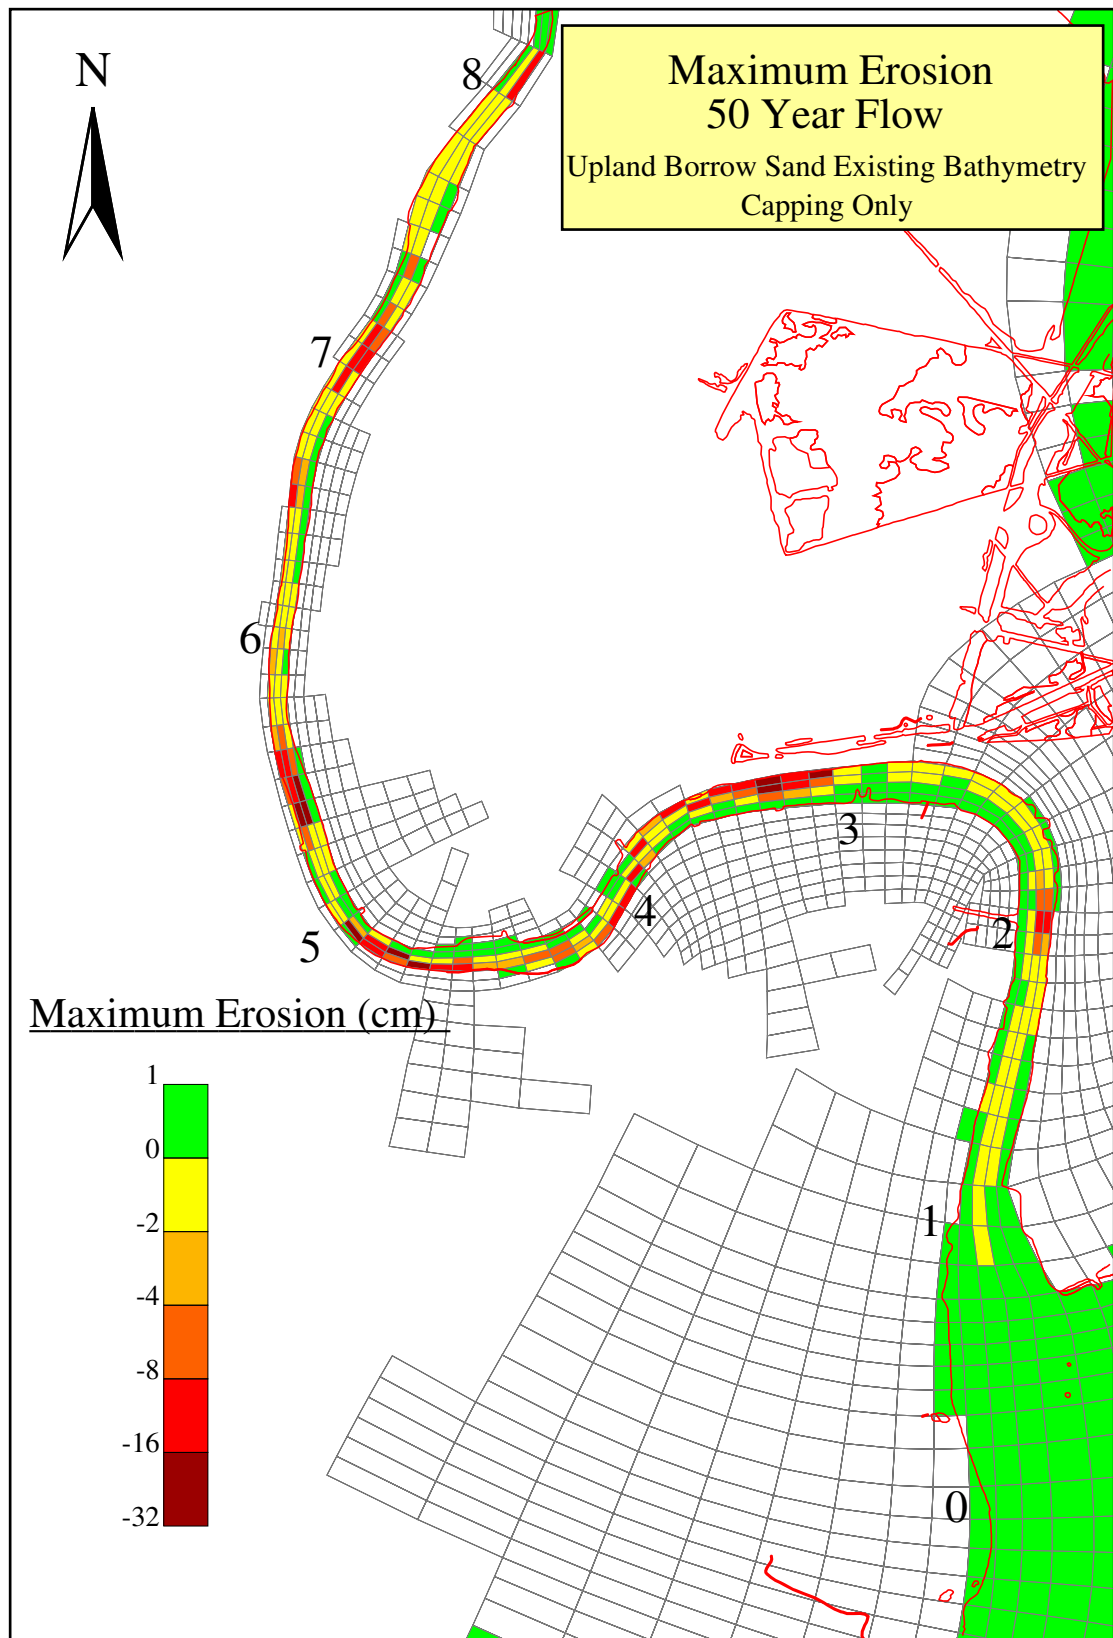 N
8
Maximum Erosion
50 Year Flow
Upland Borrow Sand Existing Bathymetry
Capping Only
7
6
3
4
2
5
Maximum Erosion (cm)
1
0
-2
-4
-8
-16
-32
1
0